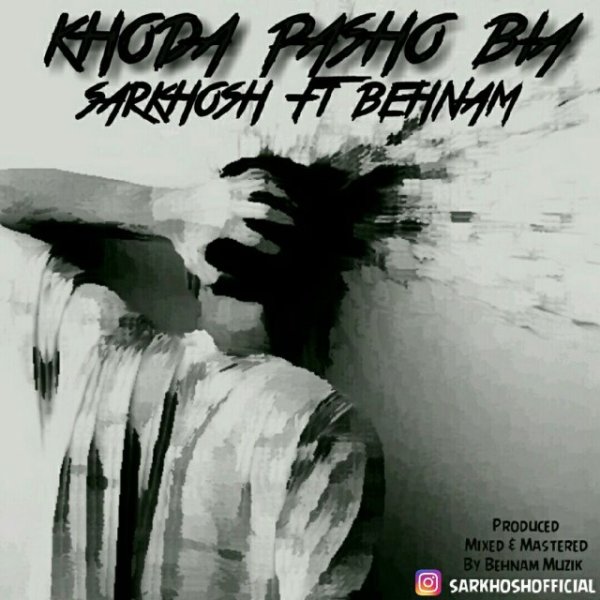 KHODA PASHO BIA
SARKHOSH FT BEHNAM
PRODUCED
MIXED & MASTERED
BY BEHNAM MUZIK
SARKHOSHOFFICIAL